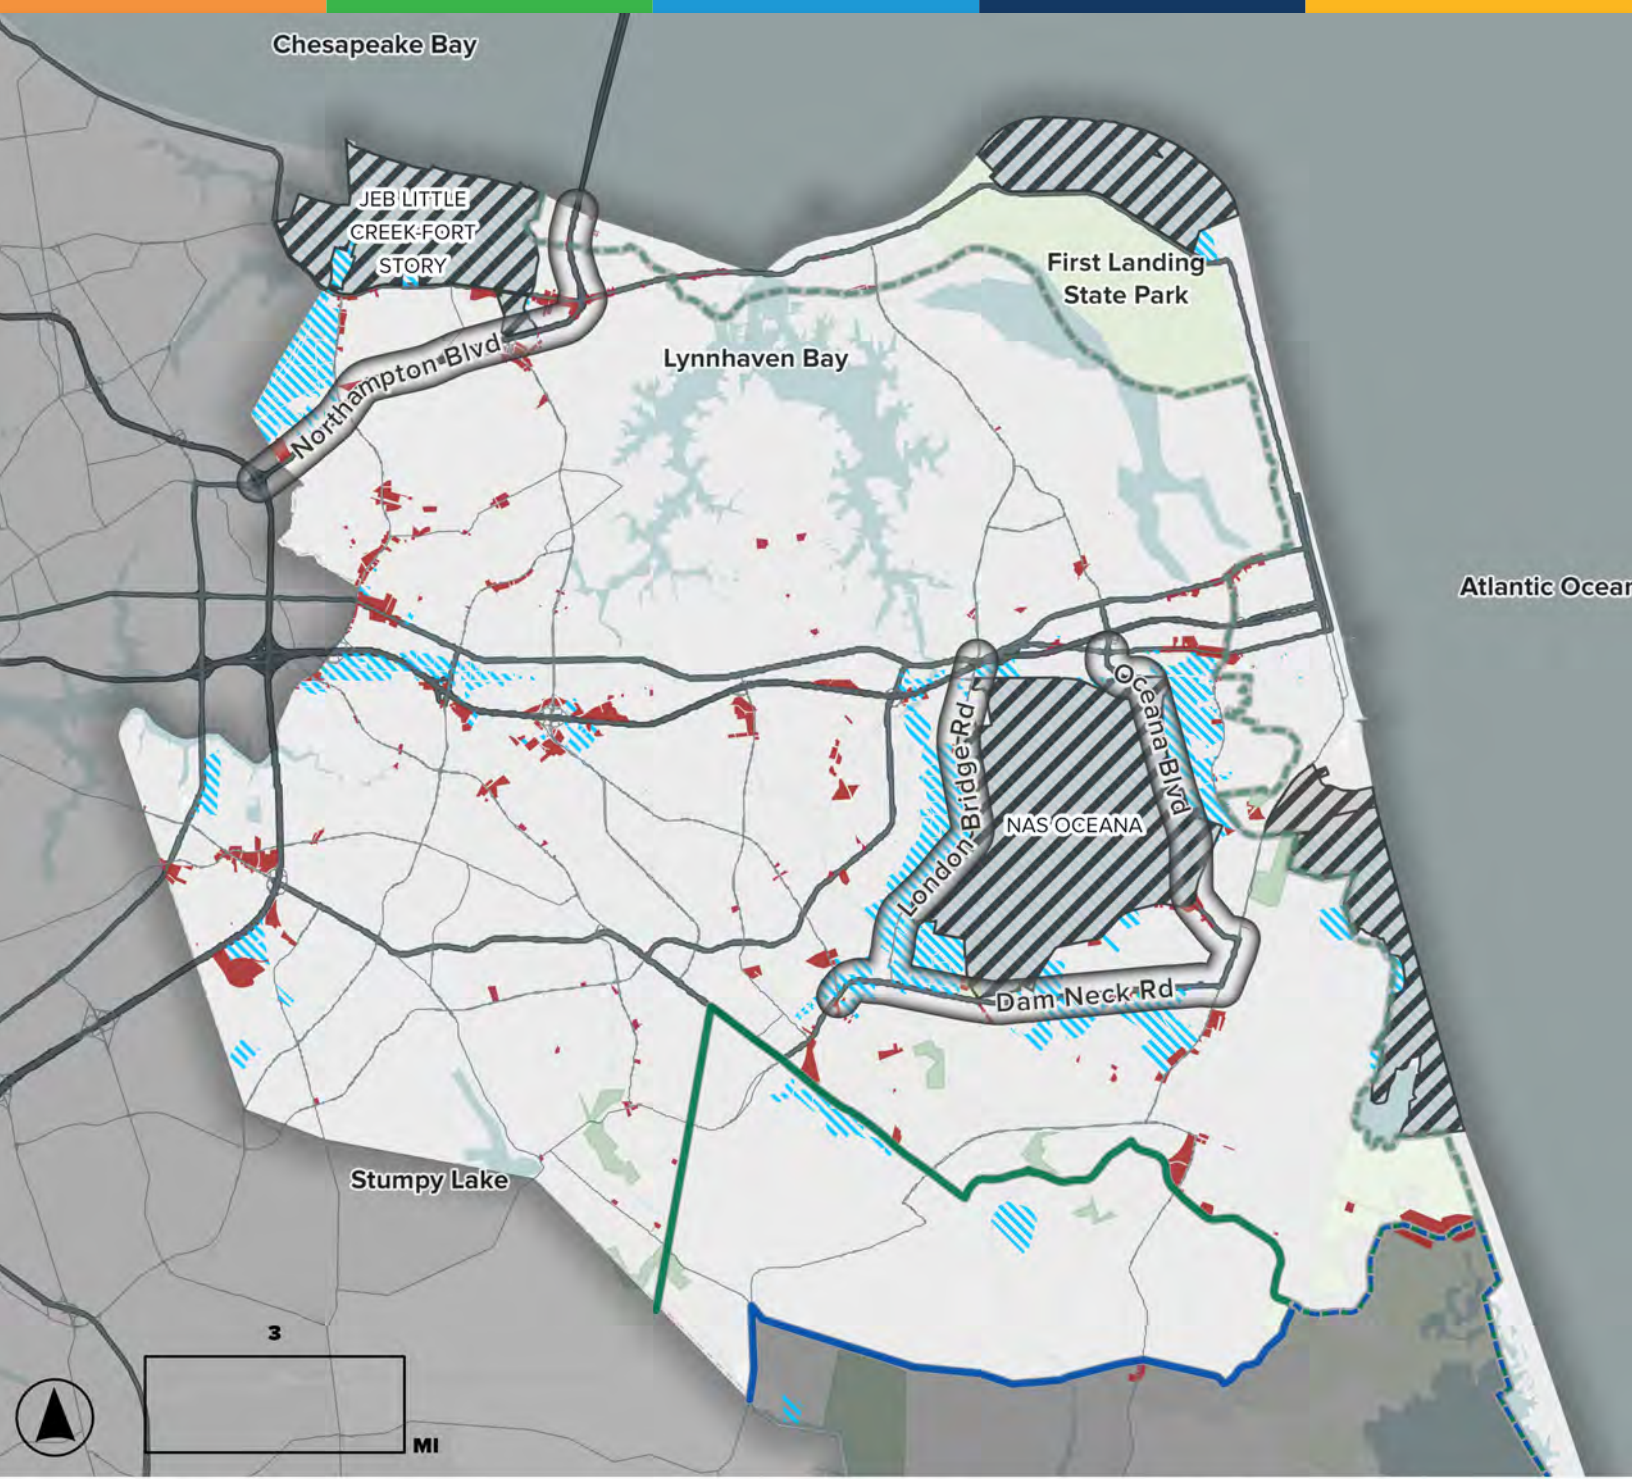 Chesapeake Bay
JEB LITTLE
CREEK-FORT
STORY
First Landing
State Park
Northampton Blvd
Lynnhaven Bay
Atlantic Ocean
London Bridge Rd
Oceana Blvd
NAS OCEANA
Dam Neck Rd
Stumpy Lake
3
MI